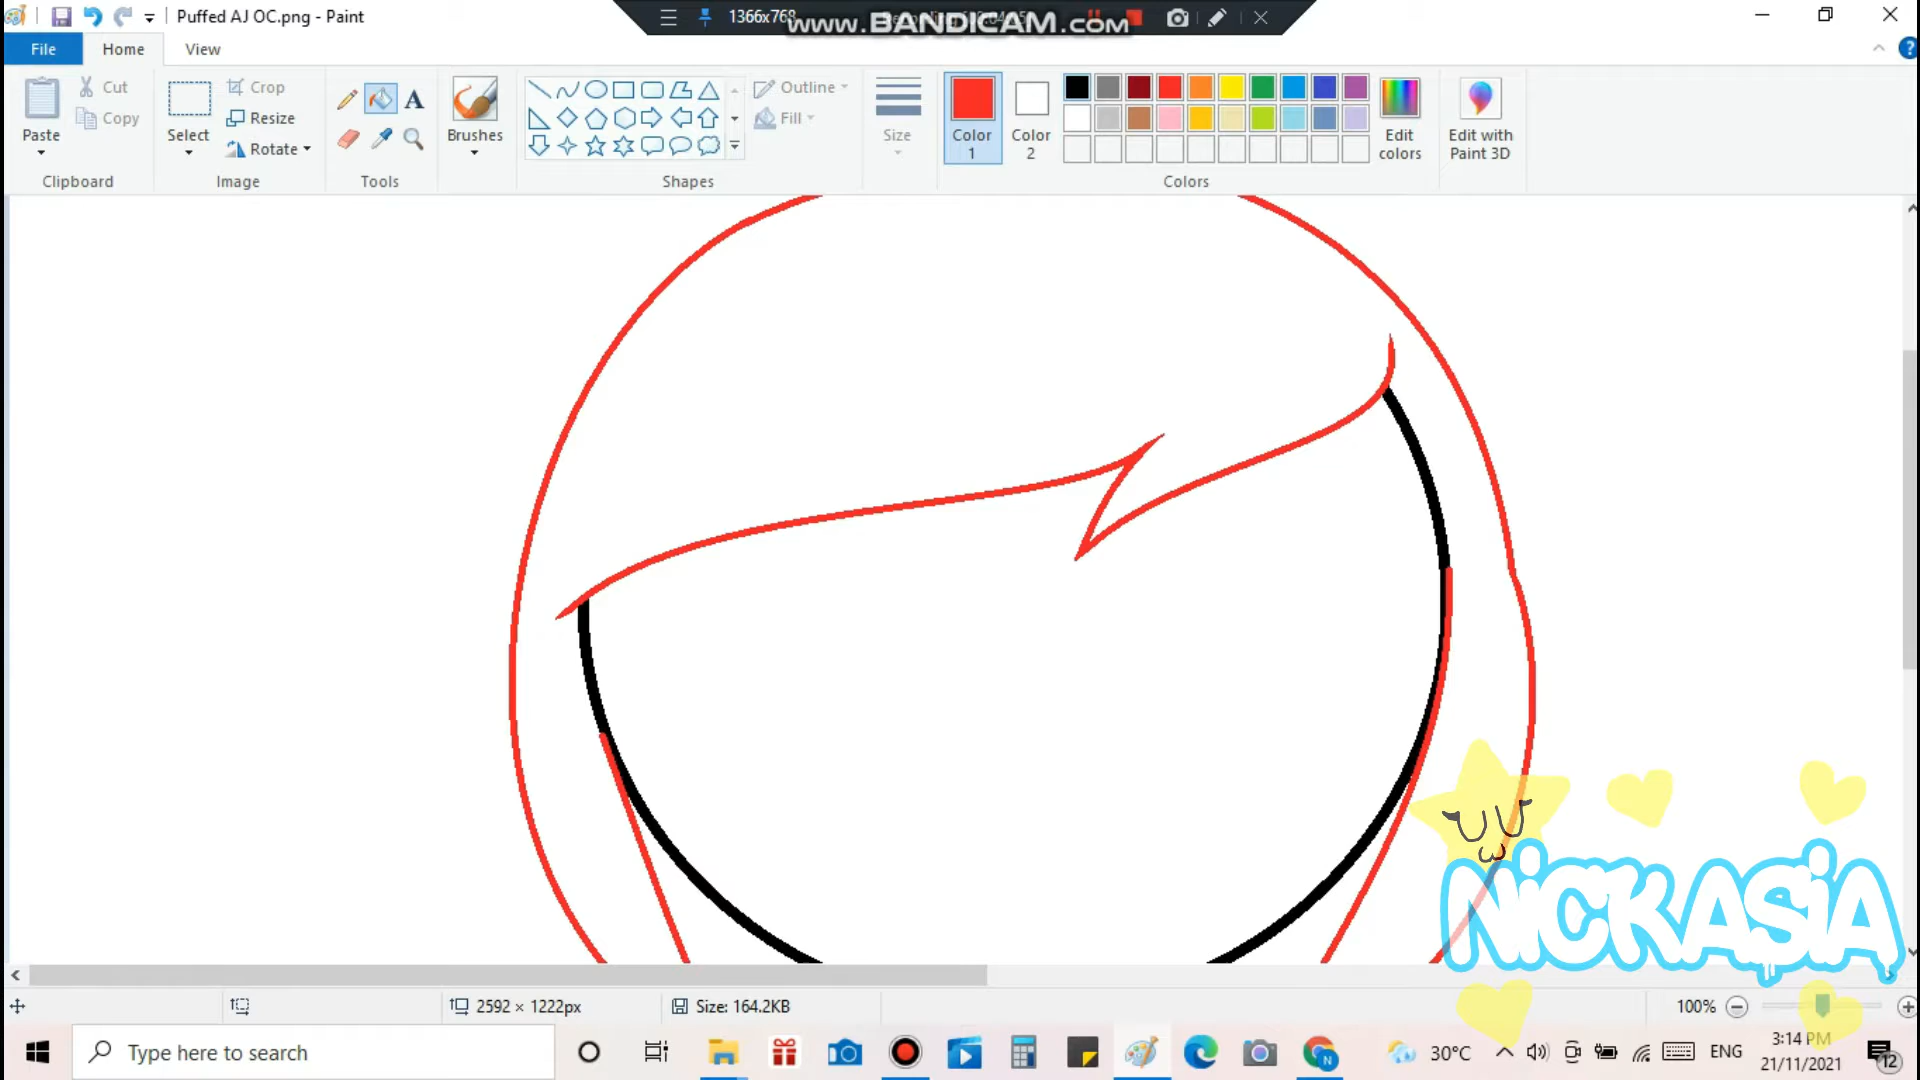 Puffed AJ OC.png - Paint
1366x768
www.BANDICAM.com
File
Home
View
Paste
Cut
Copy
Clipboard
Select
Crop
Resize
Rotate
Image
A
Tools
Brushes
Shapes
Outline
Fill
Size
Color
1
Color
2
Edit
colors
Colors
Edit with
Paint 3D
?
NiCKASiA
2592 × 1222px
Size: 164.2KB
100%
Type here to search
N
30°C
ENG
3:14 PM
21/11/2021
12